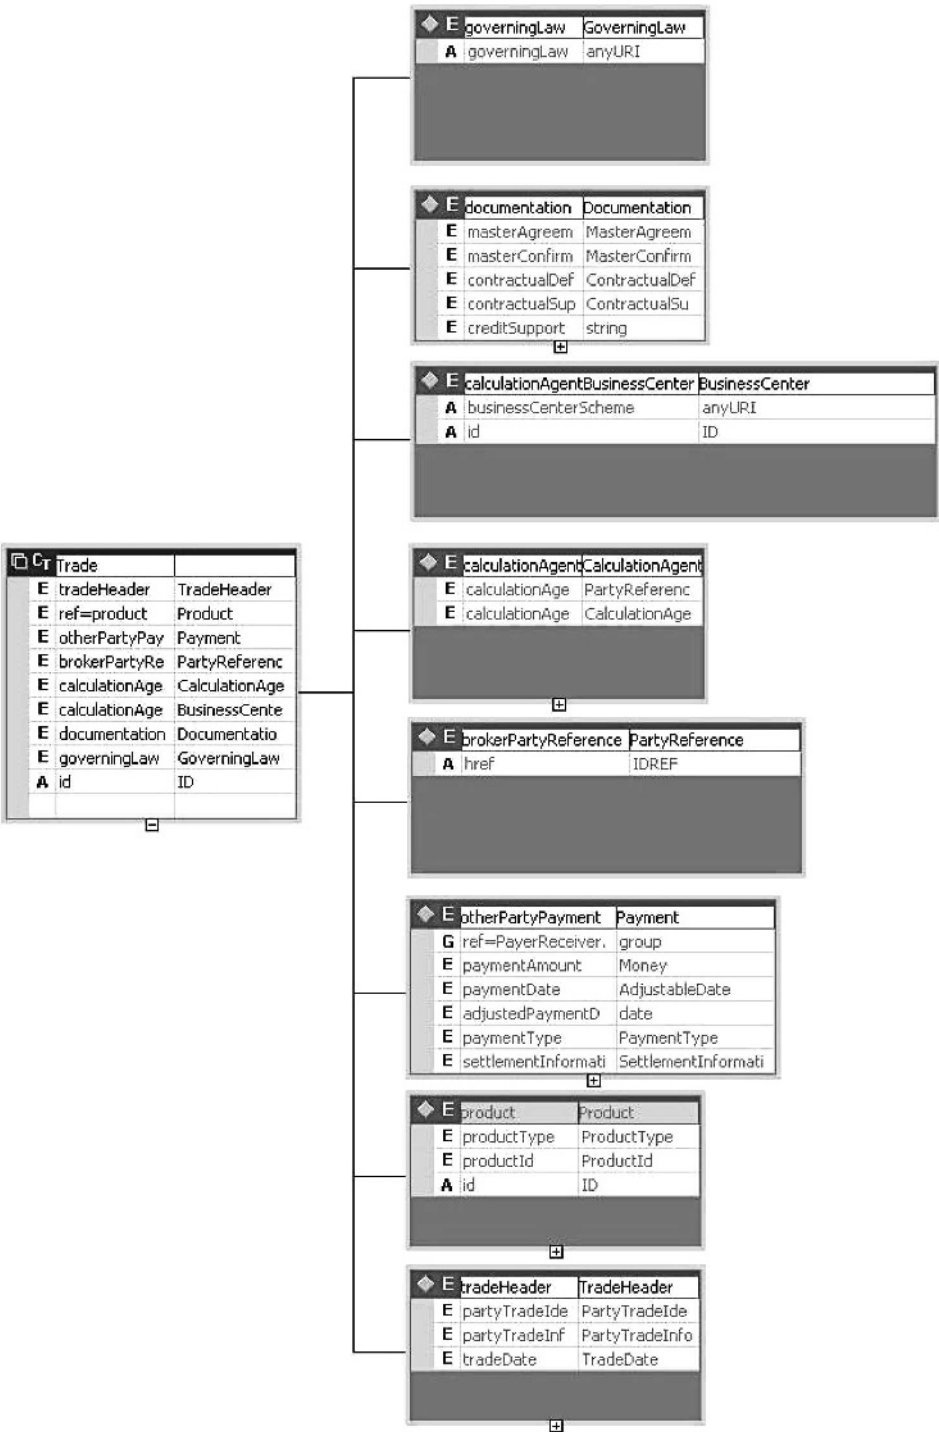 E governingLaw GoverningLaw
A governingLaw anyURI
E documentation Documentation
E masterAgreem MasterAgreem
E masterConfirm MasterConfirm
E contractualDef ContractualDef
E contractualSup ContractualSu
E creditSupport string
E calculationAgentBusinessCenter BusinessCenter
A businessCenterScheme anyURI
A id ID
CT Trade
E tradeHeader TradeHeader
E ref=product Product
E otherPartyPay Payment
E brokerPartyRe PartyReferenc
E calculationAge CalculationAge
E calculationAge BusinessCente
E documentation Documentatio
E governingLaw GoverningLaw
A id ID
E calculationAgent CalculationAgent
E calculationAge PartyReferenc
E calculationAge CalculationAge
E brokerPartyReference PartyReference
A href IDREF
E otherPartyPayment Payment
G ref=PayerReceiver. group
E paymentAmount Money
E paymentDate AdjustableDate
E adjustedPaymentD date
E paymentType PaymentType
E settlementInformati SettlementInformati
E product Product
E productType ProductType
E productId ProductId
A id ID
E tradeHeader TradeHeader
E partyTradeIde PartyTradeIde
E partyTradeInf PartyTradeInfo
E tradeDate TradeDate